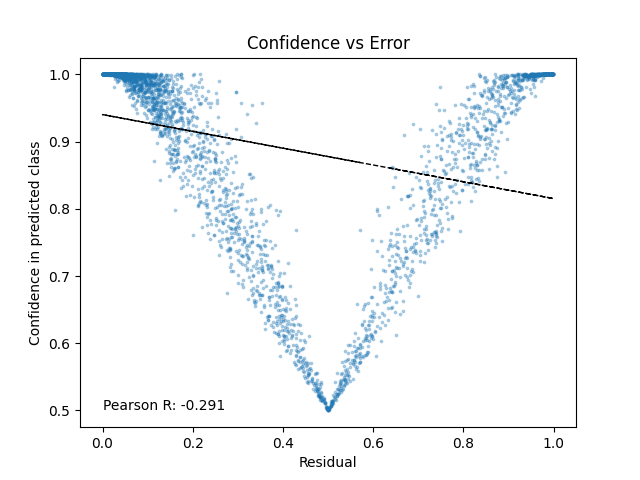 Confidence vs Error
1.0
0.9
0.8
0.7
0.6
0.5
Confidence in predicted class
Pearson R: -0.291
0.0 0.2 0.4 0.6 0.8 1.0
Residual